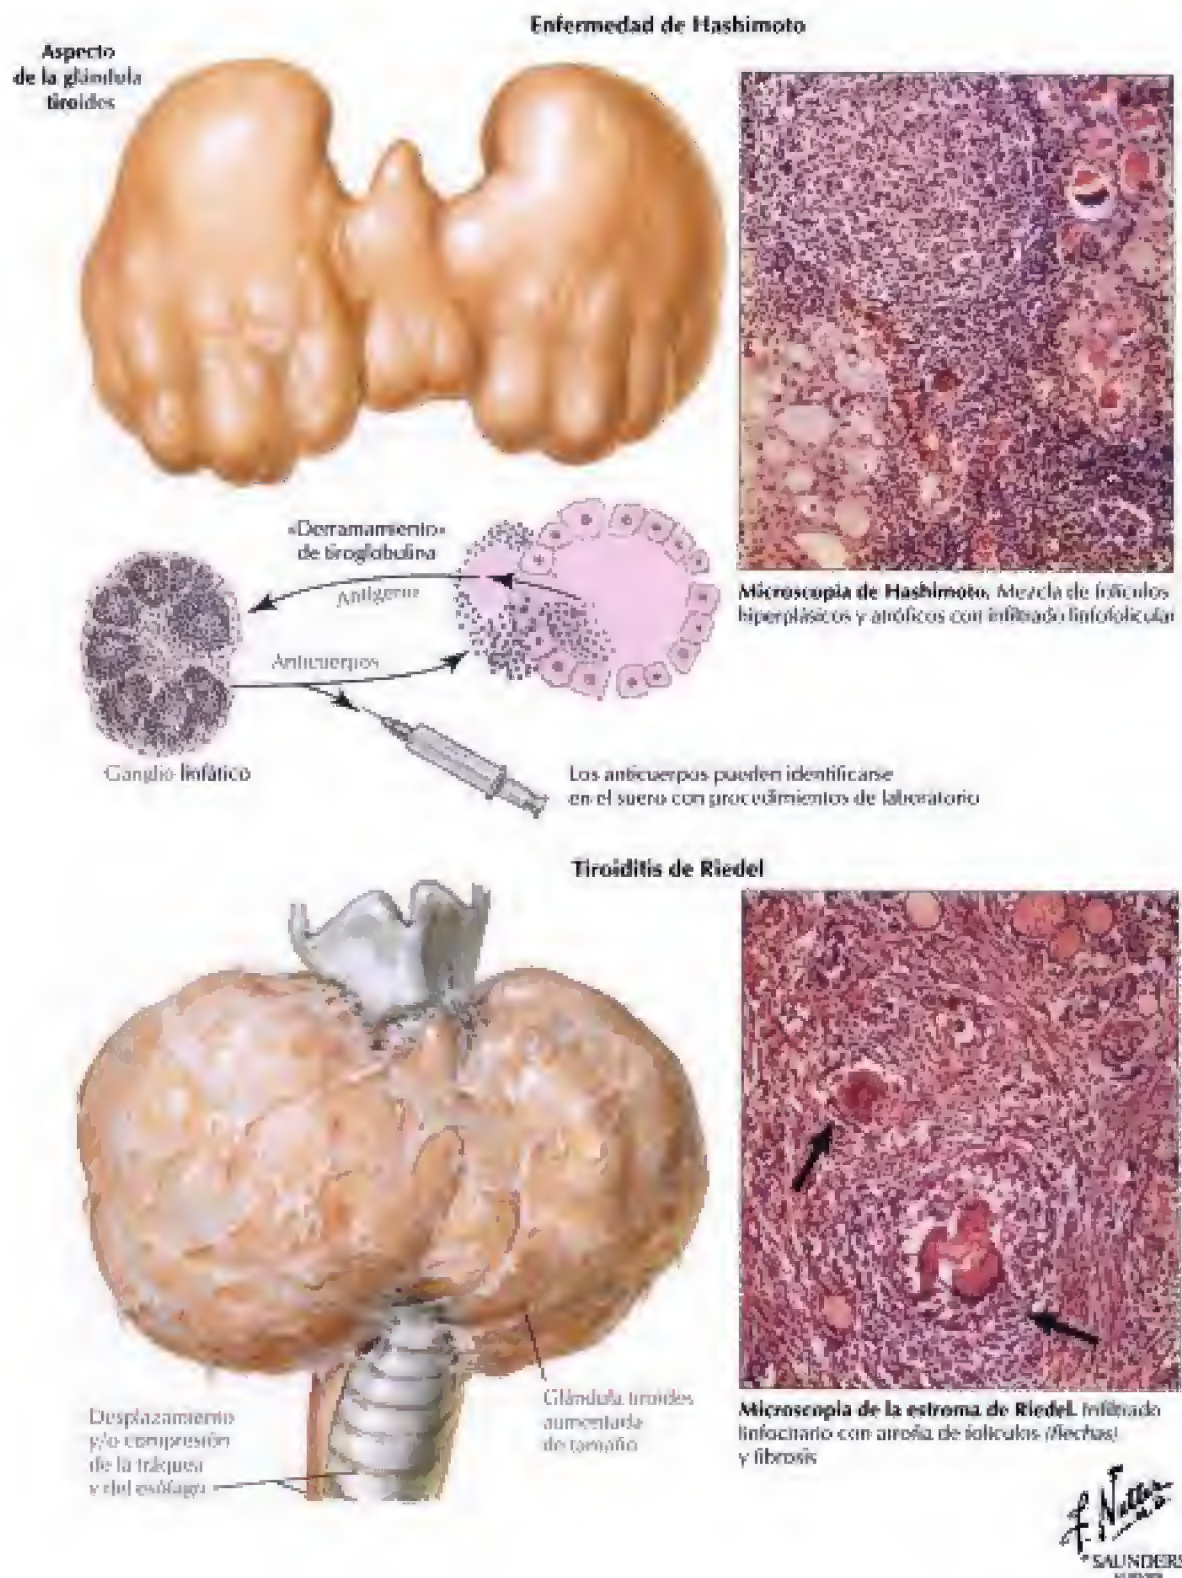 Enfermedad de Hashimoto
Aspecto
de la glándula
tiroides
Microscopia de Hashimoto. Mezcla de folículos
hiperplásicos y atróficos con infiltrado linfofolicular
«Derramamiento»
de tiroglobulina
Antígeno
Anticuerpos
Ganglio linfático
Los anticuerpos pueden identificarse
en el suero con procedimientos de laboratorio
Tiroiditis de Riedel
Desplazamiento
y/o compresión
de la tráquea
y del esófago
Glándula tiroides
aumentada
de tamaño
Microscopia de la estroma de Riedel. Infiltrado
linfocitario con atrofia de folículos (flechas)
y fibrosis
F. Netter
M.D.
SAUNDERS